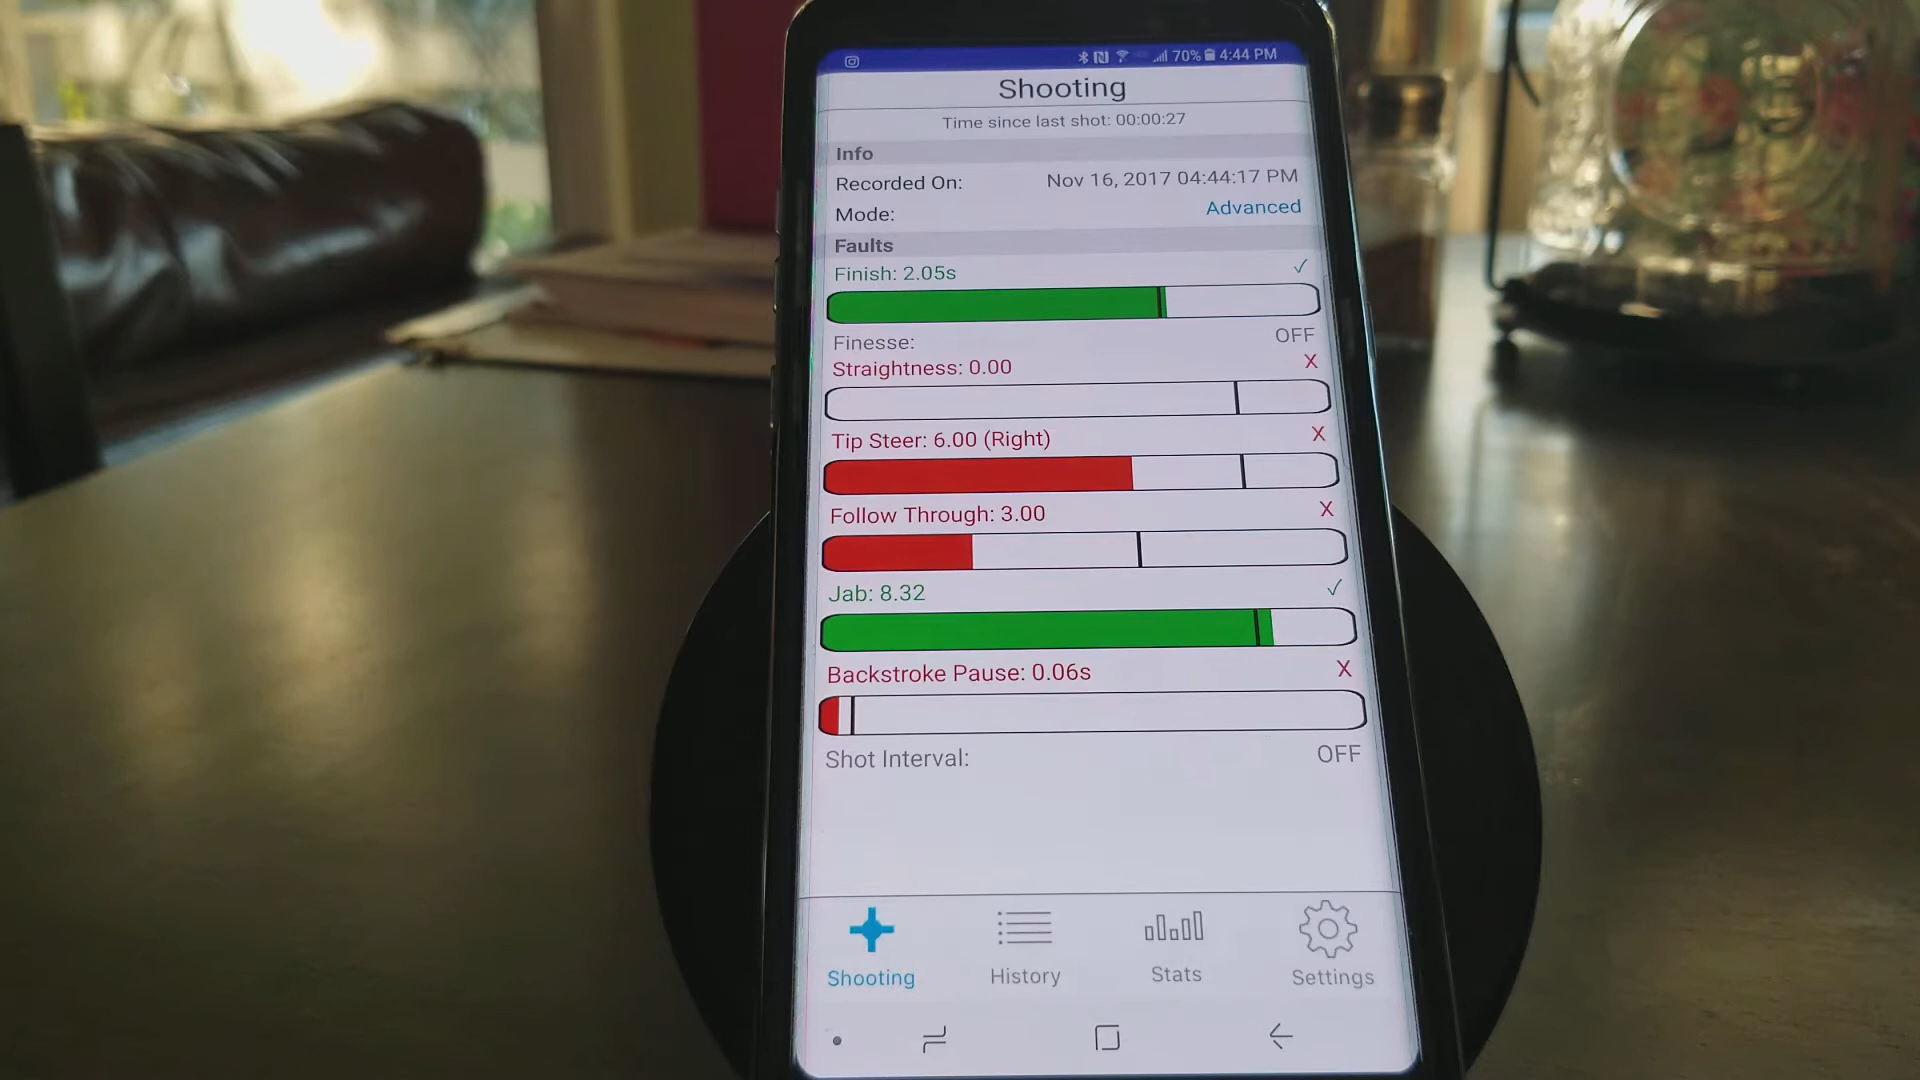 70% 4:44 PM
Shooting
Time since last shot: 00:00:27
Info
Recorded On: Nov 16, 2017 04:44:17 PM
Mode: Advanced
Faults
Finish: 2.05s ✓
Finesse: OFF
Straightness: 0.00 X
Tip Steer: 6.00 (Right) X
Follow Through: 3.00 X
Jab: 8.32 ✓
Backstroke Pause: 0.06s X
Shot Interval: OFF
Shooting History Stats Settings